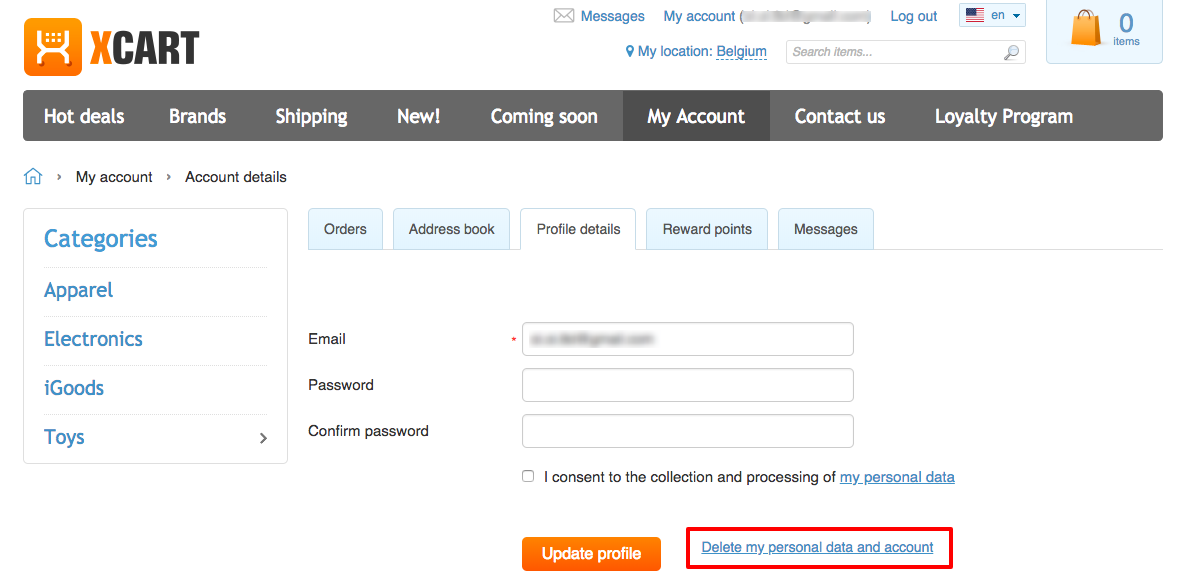 Messages My account ( Log out en
XCART
My location: Belgium Search items... 0 items
Hot deals Brands Shipping New! Coming soon My Account Contact us Loyalty Program
My account › Account details
Categories
Apparel
Electronics
iGoods
Toys
Orders Address book Profile details Reward points Messages
Email *
Password
Confirm password
I consent to the collection and processing of my personal data
Update profile Delete my personal data and account